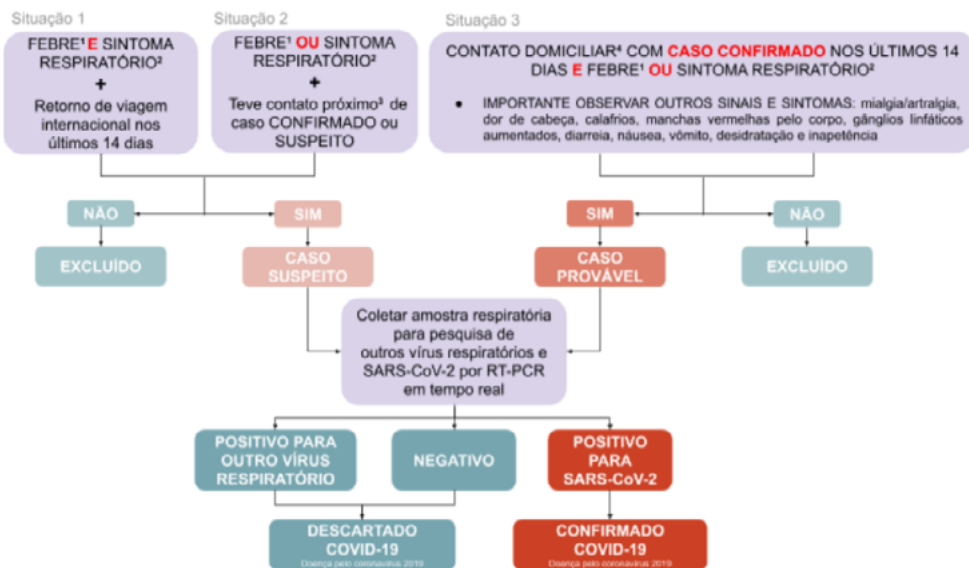 Situação 1
FEBRE¹ E SINTOMA
RESPIRATÓRIO²
+
Retorno de viagem
internacional nos
últimos 14 dias
Situação 2
FEBRE¹ OU SINTOMA
RESPIRATÓRIO²
+
Teve contato próximo³ de
caso CONFIRMADO ou
SUSPEITO
Situação 3
CONTATO DOMICILIAR⁴ COM CASO CONFIRMADO NOS ÚLTIMOS 14
DIAS E FEBRE¹ OU SINTOMA RESPIRATÓRIO²
• IMPORTANTE OBSERVAR OUTROS SINAIS E SINTOMAS: mialgia/artralgia,
dor de cabeça, calafrios, manchas vermelhas pelo corpo, gânglios linfáticos
aumentados, diarreia, náusea, vômito, desidratação e inapetência
NÃO
SIM
SIM
NÃO
EXCLUÍDO
CASO
SUSPEITO
CASO
PROVÁVEL
EXCLUÍDO
Coletar amostra respiratória
para pesquisa de
outros vírus respiratórios e
SARS-CoV-2 por RT-PCR
em tempo real
POSITIVO PARA
OUTRO VÍRUS
RESPIRATÓRIO
NEGATIVO
POSITIVO
PARA
SARS-CoV-2
DESCARTADO
COVID-19
Doença pelo coronavírus 2019
CONFIRMADO
COVID-19
Doença pelo coronavírus 2019